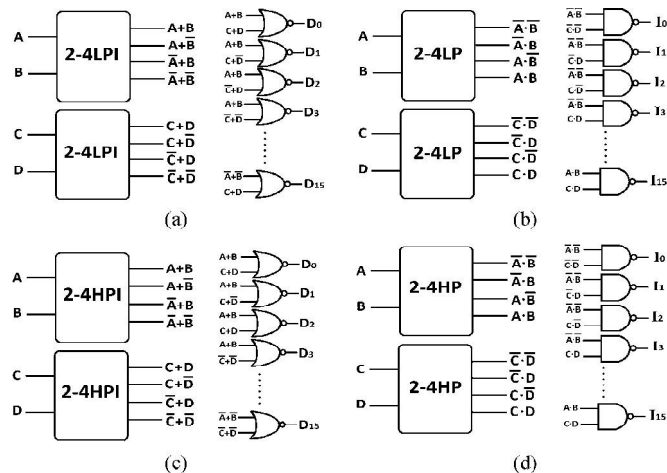 A
B
2-4LPI
A+B
A+B̅
A̅+B
A̅+B̅
C
D
2-4LPI
C+D
C+D̅
C̅+D
C̅+D̅
A+B
C+D
D0
A+B
C+D̅
D1
A+B
C̅+D
D2
A+B
C̅+D̅
D3
A̅+B̅
C̅+D̅
D15
(a)
A
B
2-4LP
A̅·B̅
A̅·B
A·B̅
A·B
C
D
2-4LP
C̅·D̅
C̅·D
C·D̅
C·D
A̅·B̅
C̅·D̅
I0
A̅·B̅
C̅·D
I1
A̅·B̅
C·D̅
I2
A̅·B̅
C·D
I3
A·B
C·D
I15
(b)
A
B
2-4HPI
A+B
A+B̅
A̅+B
A̅+B̅
C
D
2-4HPI
C+D
C+D̅
C̅+D
C̅+D̅
A+B
C+D
D0
A+B
C+D̅
D1
A+B
C+D
D2
A+B
C̅+D̅
D3
A̅+B̅
C̅+D̅
D15
(c)
A
B
2-4HP
A̅·B̅
A̅·B
A·B̅
A·B
C
D
2-4HP
C̅·D̅
C̅·D
C·D̅
C·D
A̅·B̅
C̅·D̅
I0
A̅·B̅
C̅·D
I1
A̅·B̅
C·D̅
I2
A̅·B̅
C·D
I3
A·B
C·D
I15
(d)